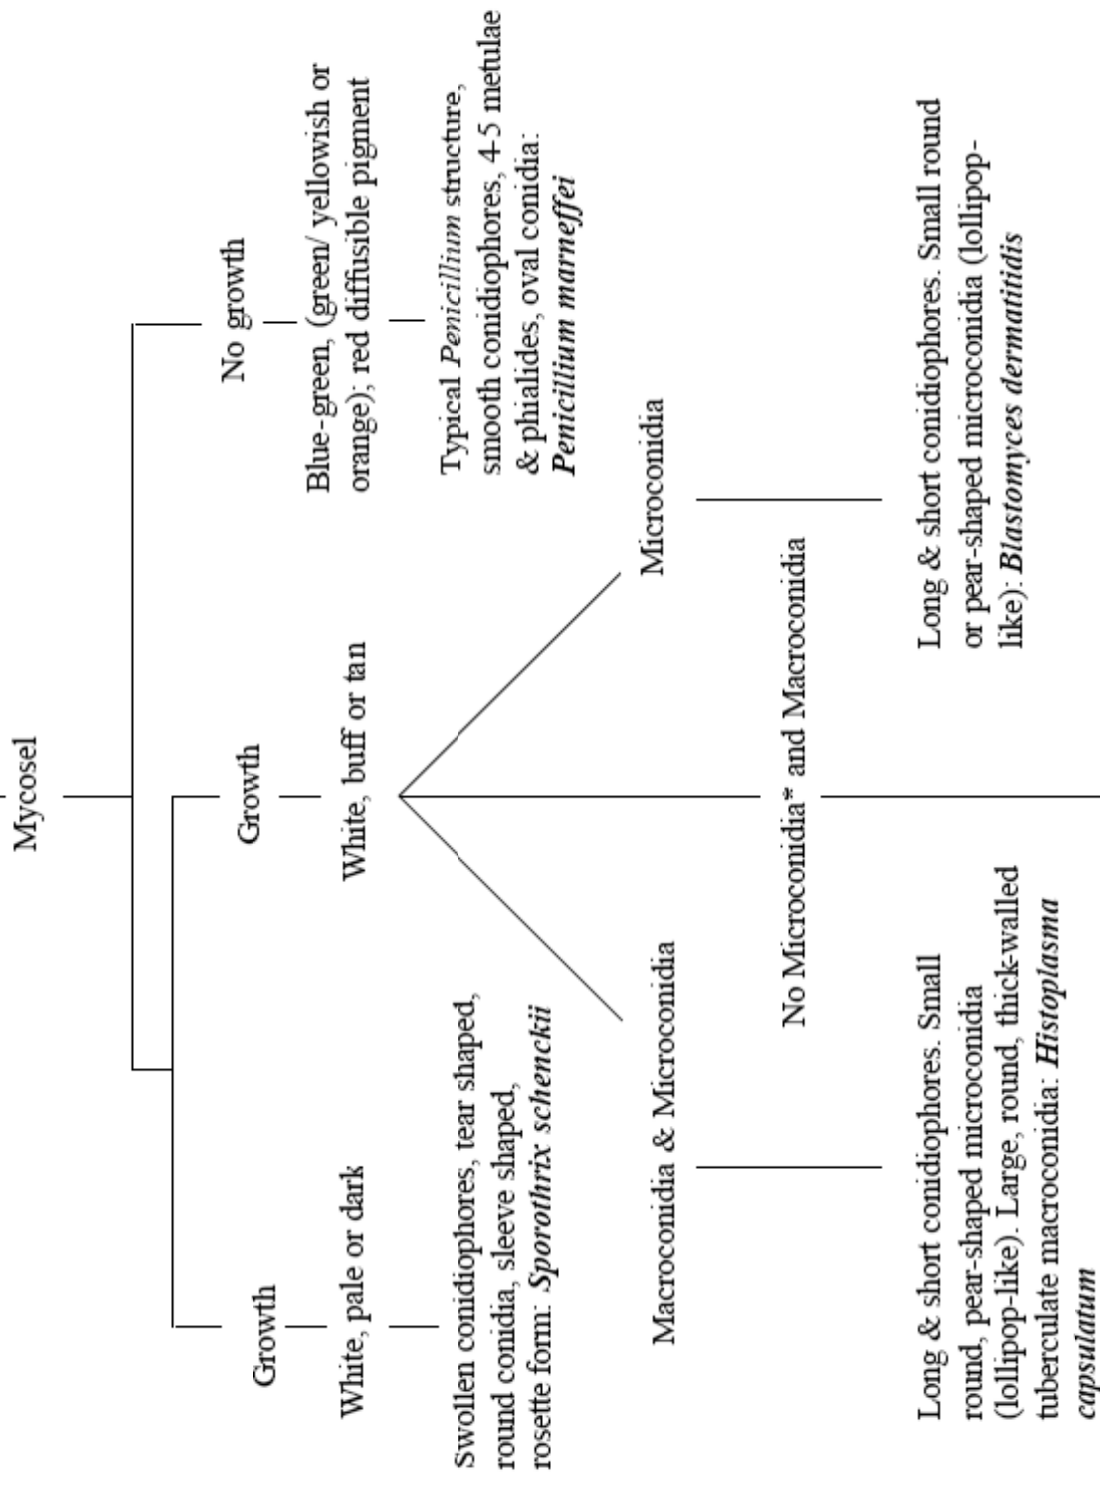 Mycosel
Growth
White, pale or dark
Swollen conidiophores, tear shaped,
round conidia, sleeve shaped,
rosette form: Sporothrix schenckii
Growth
White, buff or tan
No growth
Blue-green, (green/ yellowish or
orange); red diffusible pigment
Typical Penicillium structure,
smooth conidiophores, 4-5 metulae
& phialides, oval conidia:
Penicillium marneffei
Macroconidia & Microconidia
Microconidia
No Microconidia* and Macroconidia
Long & short conidiophores. Small
round, pear-shaped microconidia
(lollipop-like). Large, round, thick-walled
tuberculate macroconidia: Histoplasma
capsulatum
Long & short conidiophores. Small round
or pear-shaped microconidia (lollipop-
like): Blastomyces dermatitidis